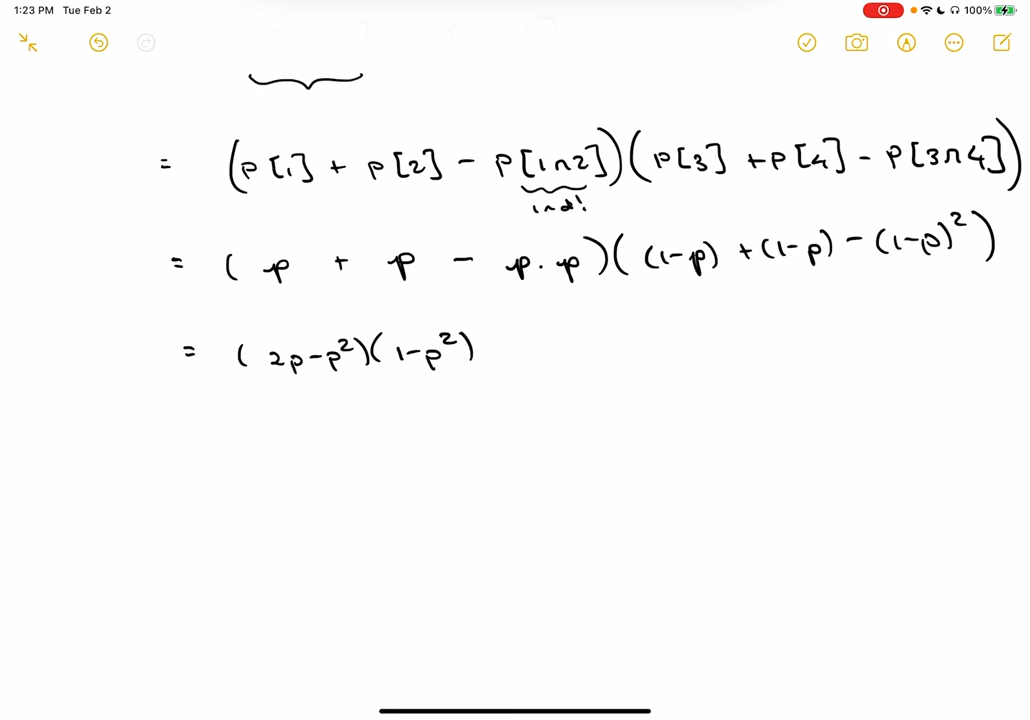 1:23 PM Tue Feb 2 100%
= (P[1] + P[2] - P[1∩2])(P[3] + P[4] - P[3∩4])
ind!
= (p + p - p·p)((1-p) + (1-p) - (1-p)²)
= (2p-p²)(1-p²)